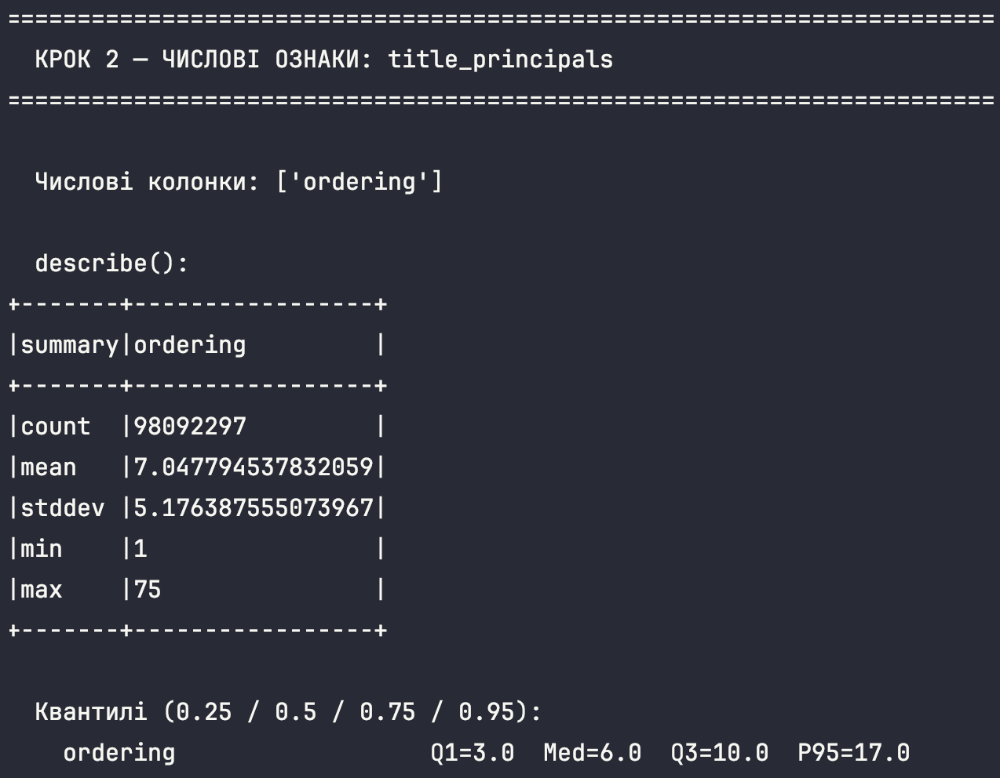 ======================================================================
  КРОК 2 — ЧИСЛОВІ ОЗНАКИ: title_principals
======================================================================

  Числові колонки: ['ordering']

  describe():
+-------+-----------------+
|summary|ordering         |
+-------+-----------------+
|count  |98092297         |
|mean   |7.047794537832059|
|stddev |5.176387555073967|
|min    |1                |
|max    |75               |
+-------+-----------------+

  Квантилі (0.25 / 0.5 / 0.75 / 0.95):
    ordering                  Q1=3.0  Med=6.0  Q3=10.0  P95=17.0